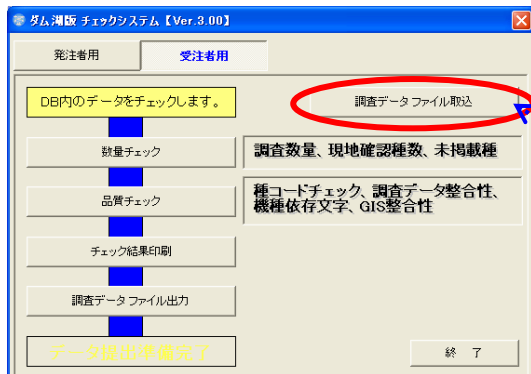 ダム湖版 チェックシステム【Ver.3.00】
発注者用
受注者用
DB内のデータをチェックします。
調査データファイル取込
数量チェック
調査数量、現地確認種数、未掲載種
品質チェック
種コードチェック、調査データ整合性、
機種依存文字、GIS整合性
チェック結果印刷
調査データファイル出力
データ提出準備完了
終 了